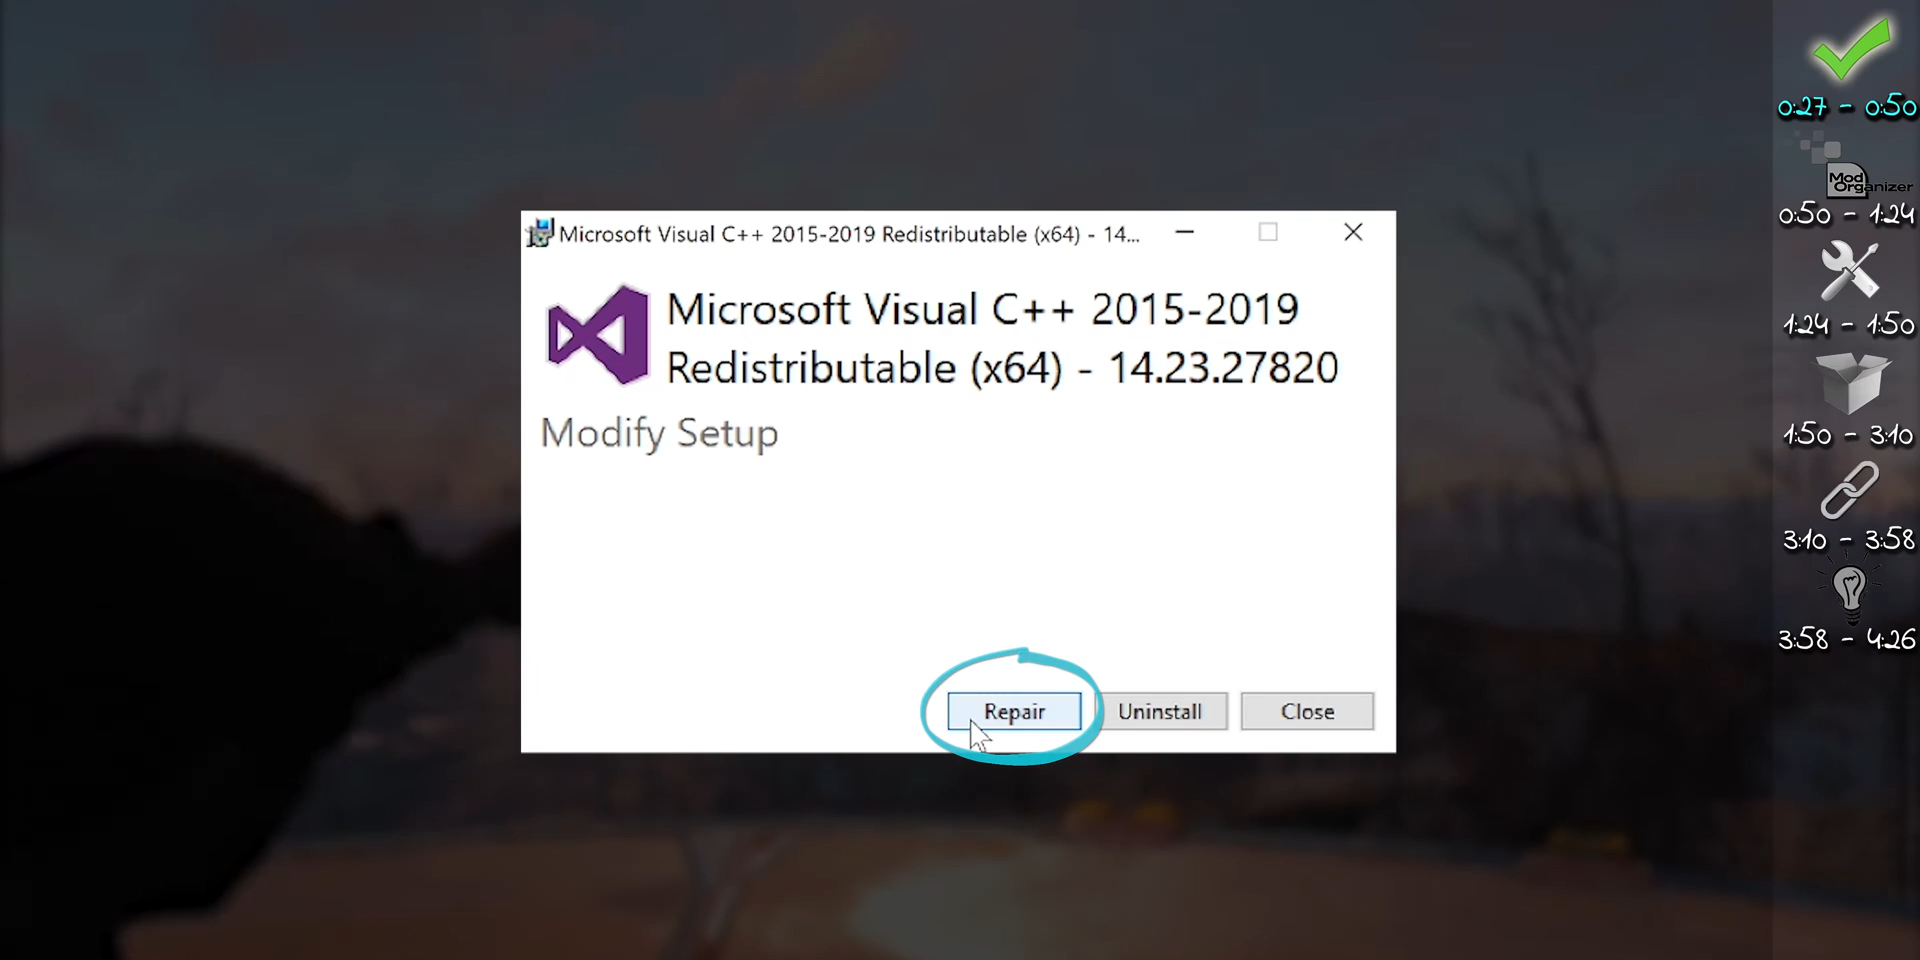 Microsoft Visual C++ 2015-2019 Redistributable (x64) - 14...
Microsoft Visual C++ 2015-2019
Redistributable (x64) - 14.23.27820
Modify Setup
Repair
Uninstall
Close
0:27 - 0:50
Mod
Organizer
0:50 - 1:24
1:24 - 1:50
1:50 - 3:10
3:10 - 3:58
3:58 - 4:26